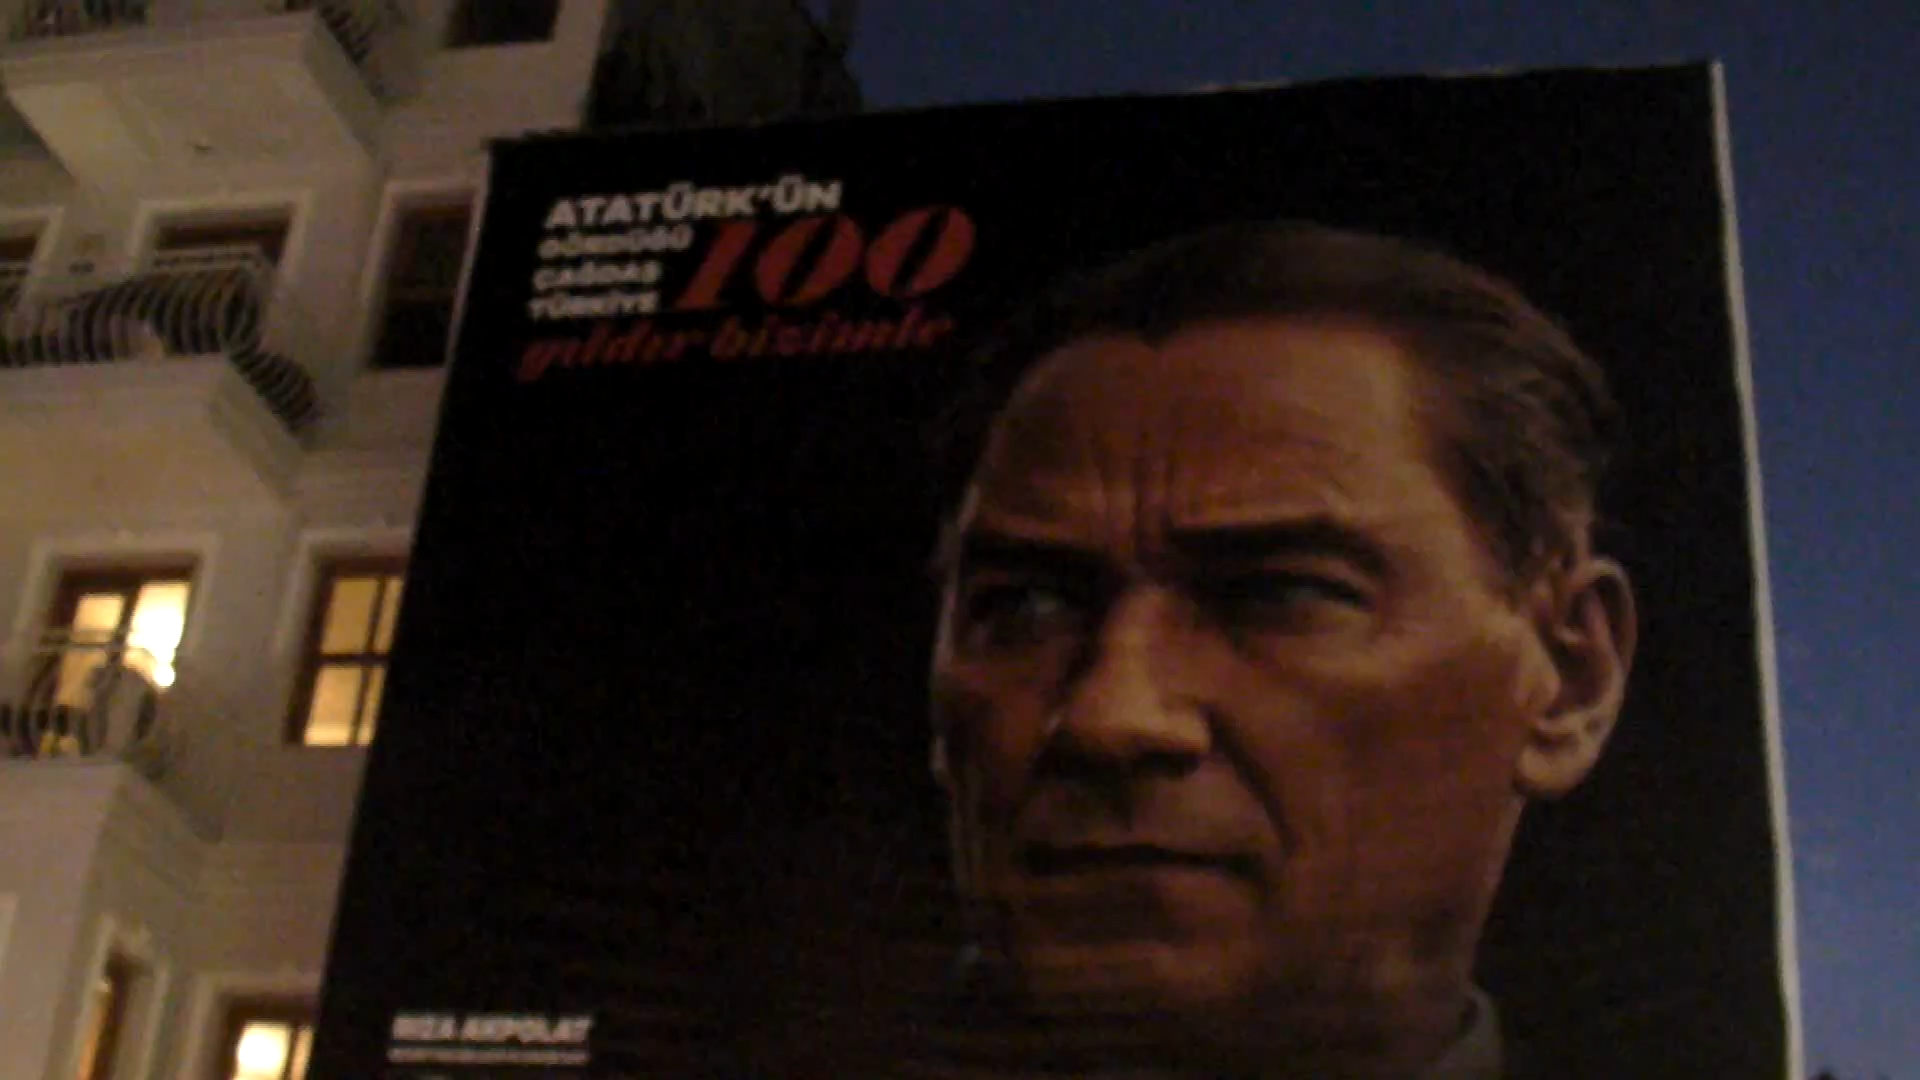 ATATÜRK'ÜN
GÖRDÜĞÜ
ÇAĞDAŞ
TÜRKİYE
100
yıldır bizimle
RIZA AKPOLAT